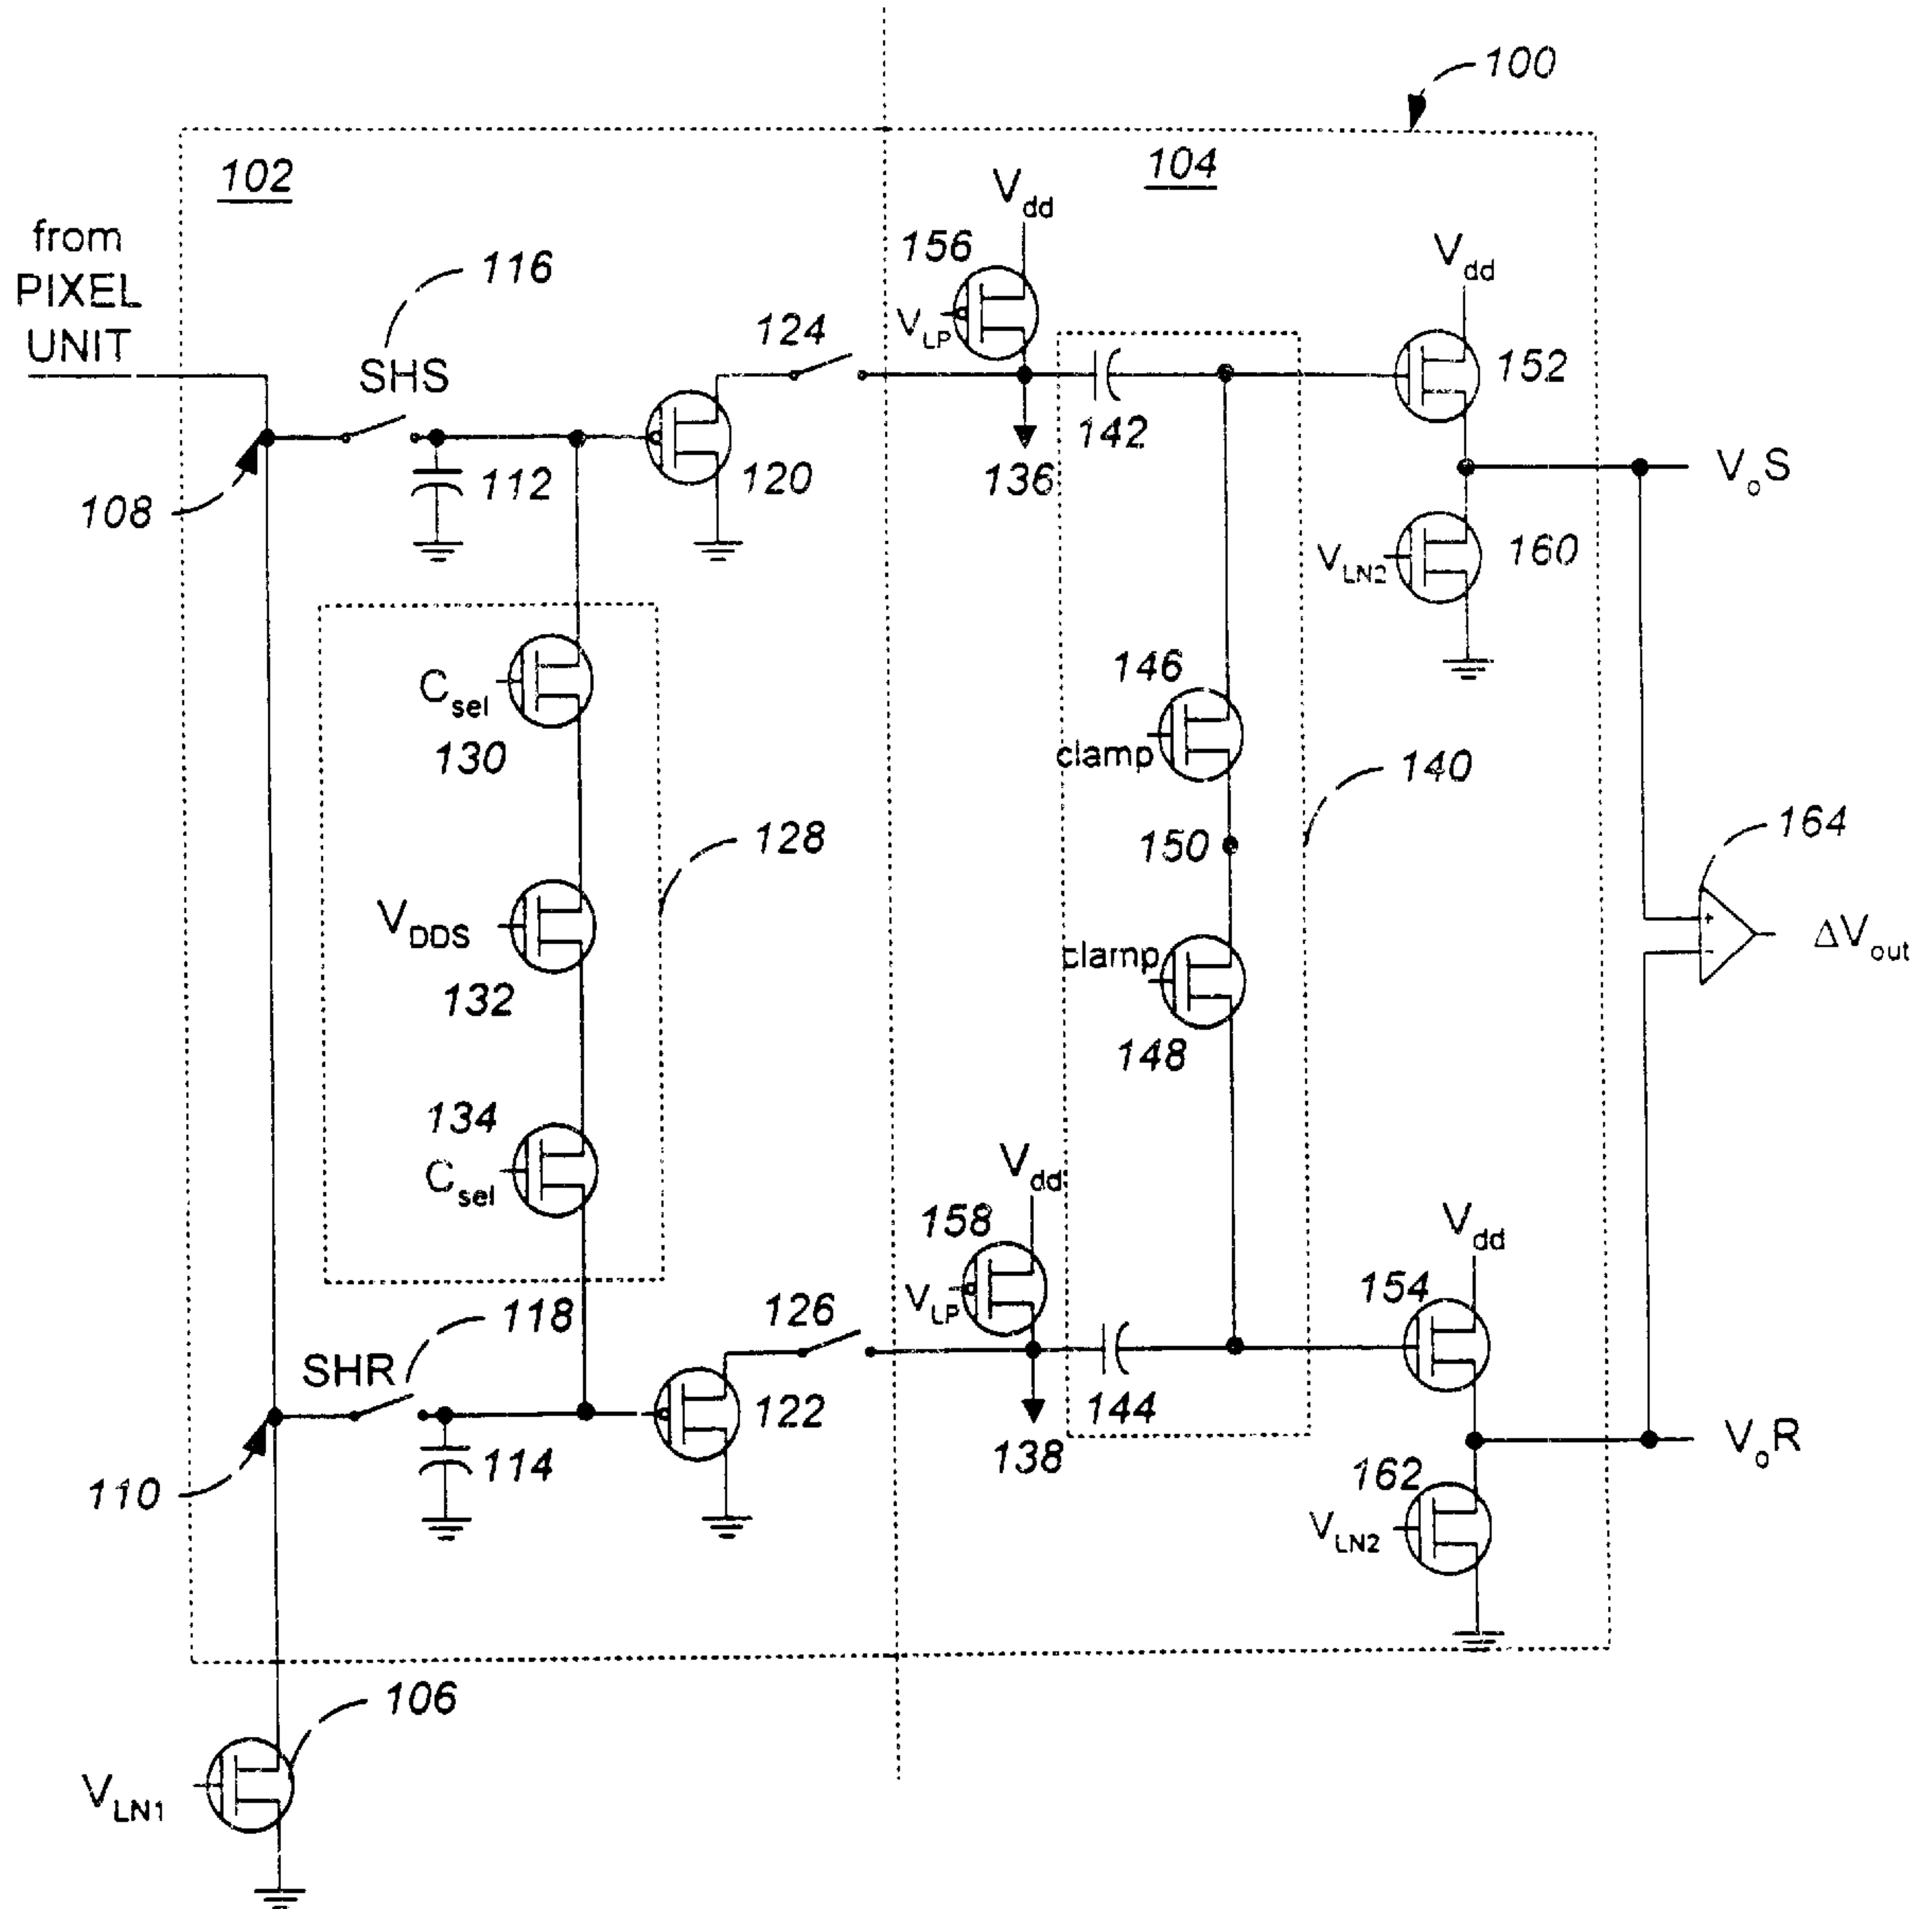 100
102
104
from
PIXEL
UNIT
116
SHS
108
112
120
124
V_dd
156
V_LP
136
142
V_dd
152
V_oS
V_LN2
160
C_sel
130
V_DDS
132
134
C_sel
128
146
clamp
150
clamp
148
140
164
+
-
ΔV_out
118
SHR
110
114
122
126
V_dd
158
V_LP
138
144
V_dd
154
V_oR
162
V_LN2
106
V_LN1